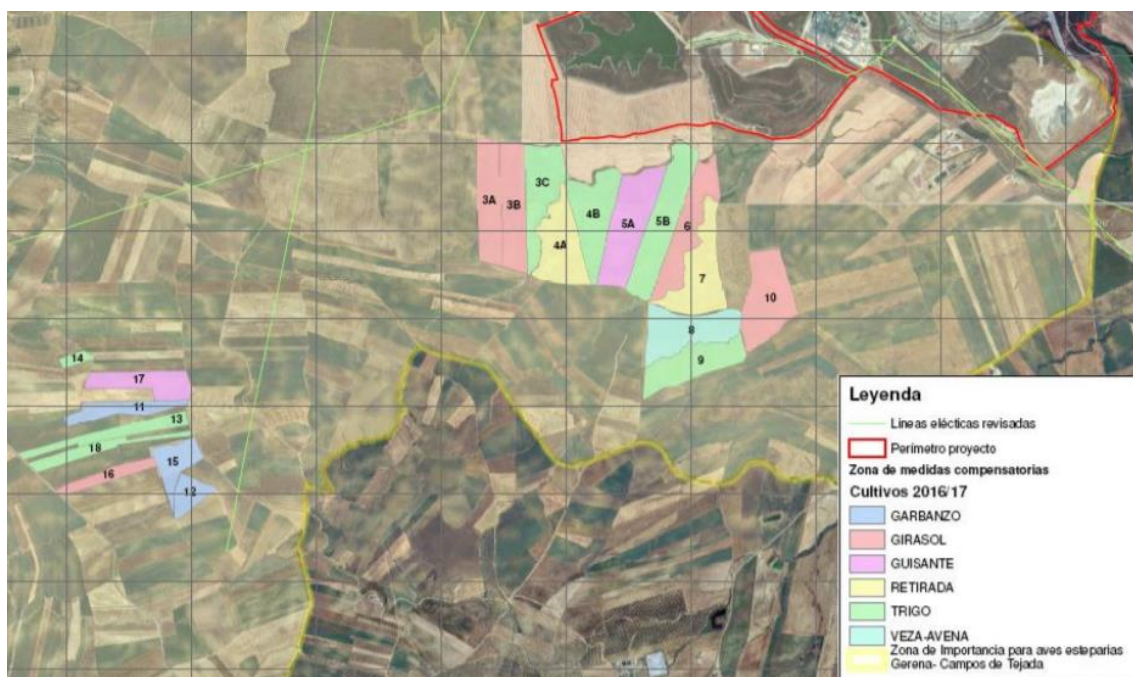 3A
3B
3C
4A
4B
5A
5B
6
7
8
9
10
14
17
11
13
18
15
16
12
Leyenda
Lineas elécticas revisadas
Perímetro proyecto
Zona de medidas compensatorias
Cultivos 2016/17
GARBANZO
GIRASOL
GUISANTE
RETIRADA
TRIGO
VEZA-AVENA
Zona de Importancia para aves esteparias
Gerena- Campos de Tejada